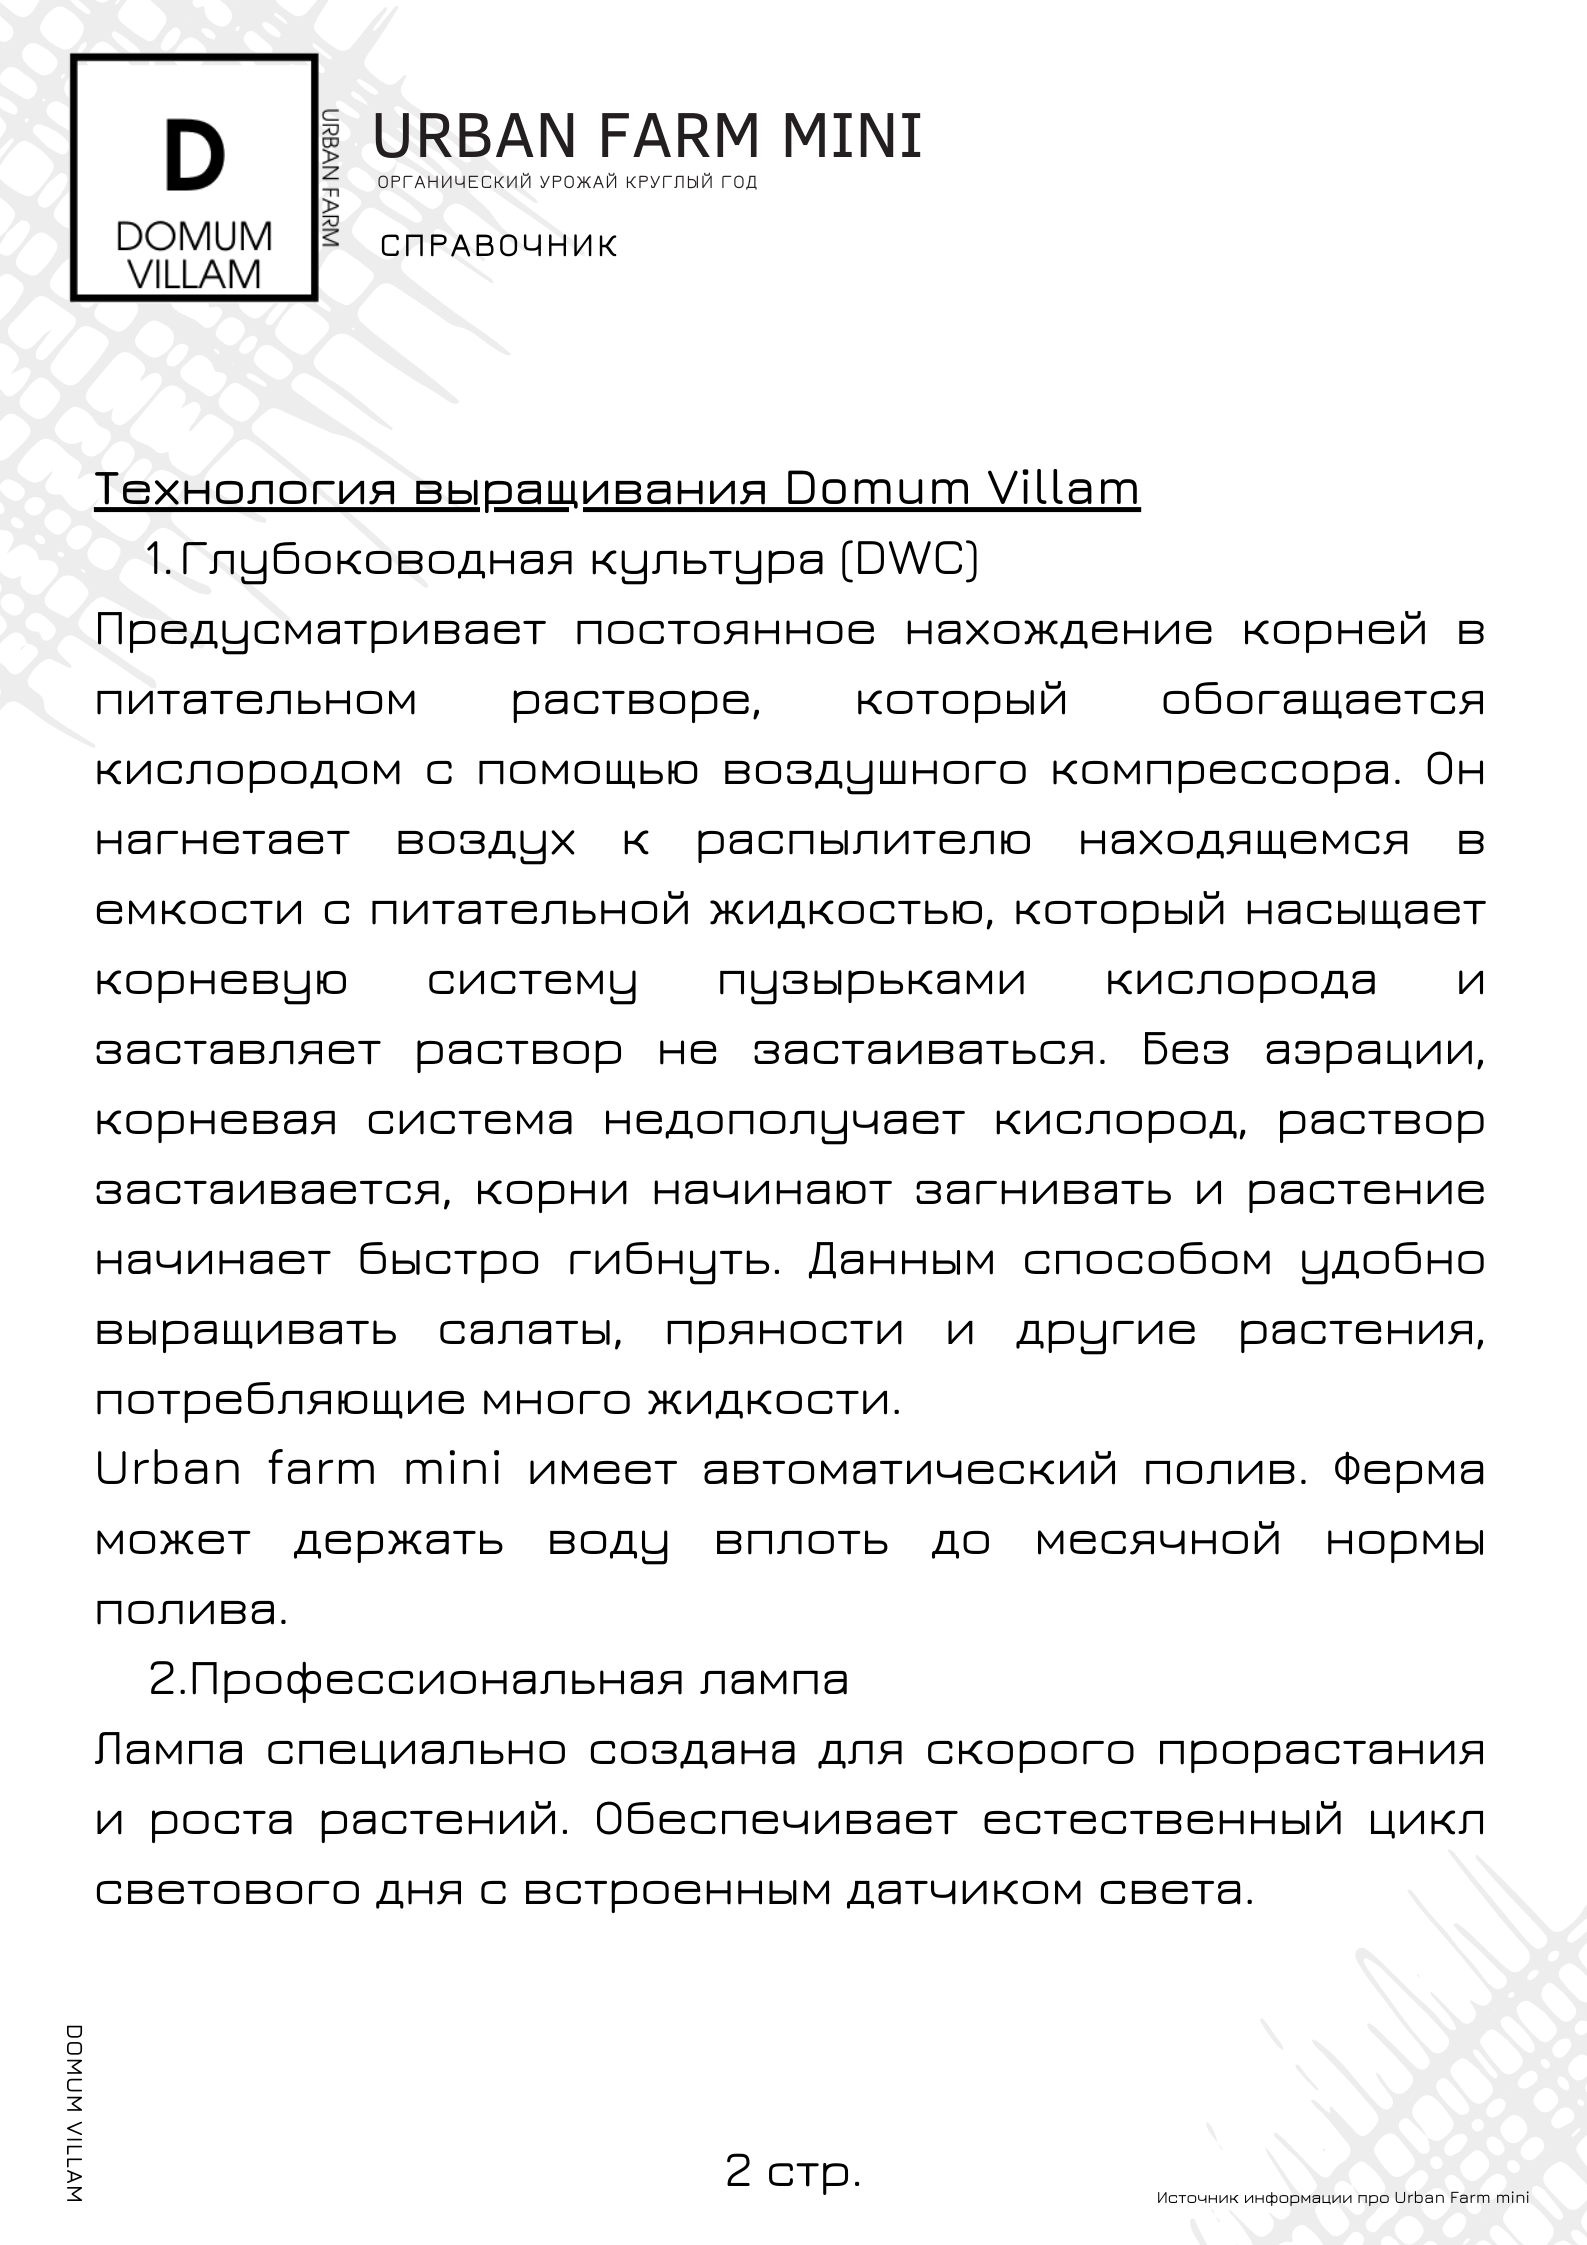 D
DOMUM
VILLAM
URBAN FARM
URBAN FARM MINI
ОРГАНИЧЕСКИЙ УРОЖАЙ КРУГЛЫЙ ГОД
СПРАВОЧНИК
Технология выращивания Domum Villam
1.Глубоководная культура (DWC)
Предусматривает постоянное нахождение корней в
питательном растворе, который обогащается
кислородом с помощью воздушного компрессора. Он
нагнетает воздух к распылителю находящемся в
емкости с питательной жидкостью, который насыщает
корневую систему пузырьками кислорода и
заставляет раствор не застаиваться. Без аэрации,
корневая система недополучает кислород, раствор
застаивается, корни начинают загнивать и растение
начинает быстро гибнуть. Данным способом удобно
выращивать салаты, пряности и другие растения,
потребляющие много жидкости.
Urban farm mini имеет автоматический полив. Ферма
может держать воду вплоть до месячной нормы
полива.
2.Профессиональная лампа
Лампа специально создана для скорого прорастания
и роста растений. Обеспечивает естественный цикл
светового дня с встроенным датчиком света.
DOMUM VILLAM
2 стр.
Источник информации про Urban Farm mini